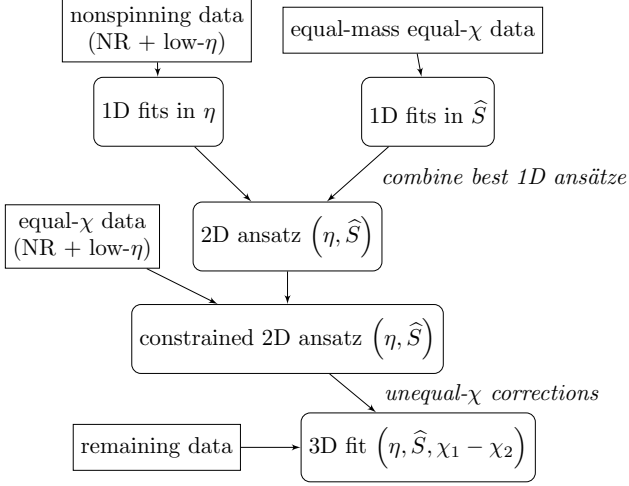 nonspinning data
(NR + low-η)
equal-mass equal-χ data
1D fits in η
1D fits in Ŝ
combine best 1D ansätze
2D ansatz (η, Ŝ)
equal-χ data
(NR + low-η)
constrained 2D ansatz (η, Ŝ)
unequal-χ corrections
remaining data
3D fit (η, Ŝ, χ₁ − χ₂)